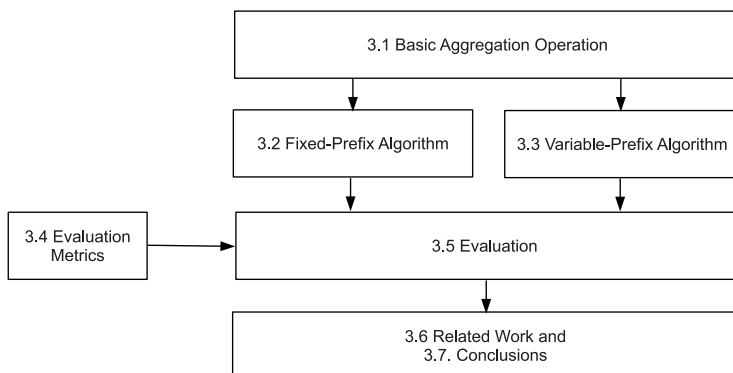 3.1 Basic Aggregation Operation
3.2 Fixed-Prefix Algorithm
3.3 Variable-Prefix Algorithm
3.4 Evaluation
Metrics
3.5 Evaluation
3.6 Related Work and
3.7. Conclusions